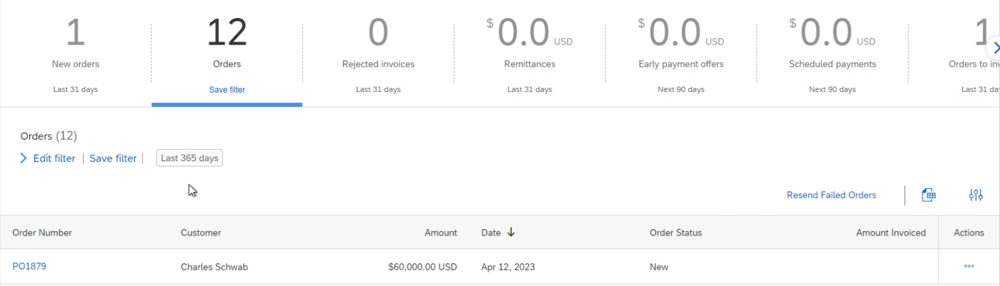 1 12 0 $ 0.0 USD $ 0.0 USD $ 0.0 USD 1
New orders Orders Rejected invoices Remittances Early payment offers Scheduled payments Orders to
Last 31 days Save filter Last 31 days Last 31 days Next 90 days Next 90 days Last 31
Orders (12)
Edit filter | Save filter | Last 365 days
Resend Failed Orders
Order Number Customer Amount Date Order Status Amount Invoiced Actions
PO1879 Charles Schwab $60,000.00 USD Apr 12, 2023 New